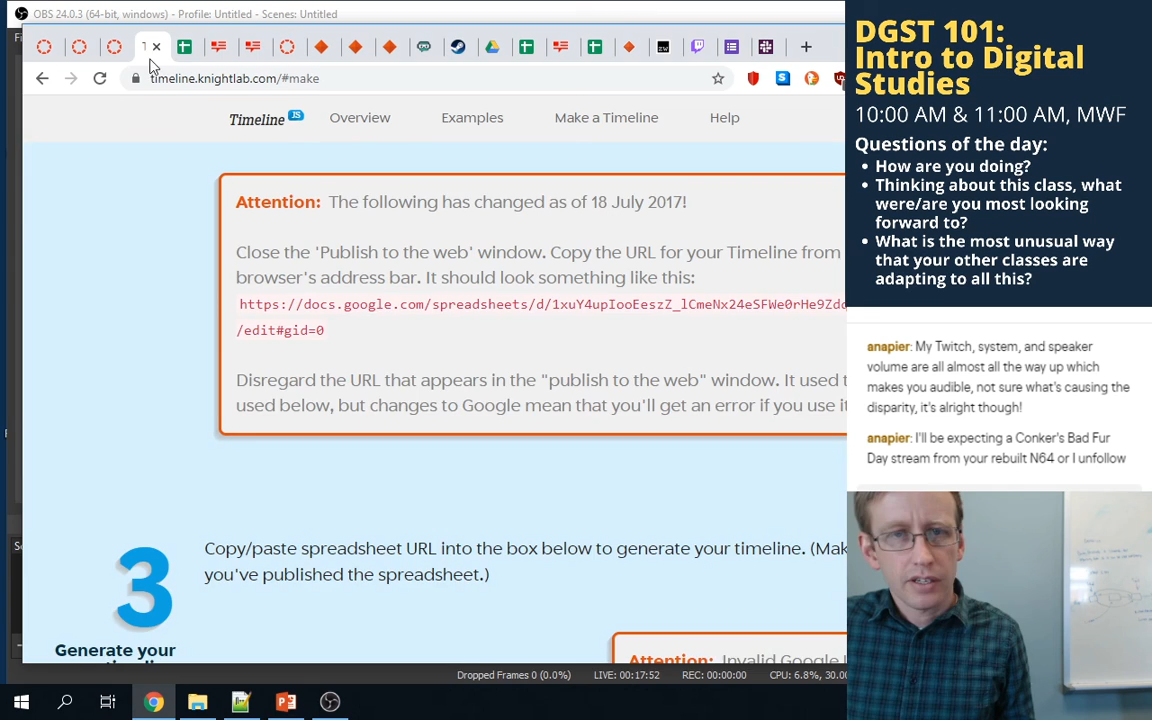 OBS 24.0.3 (64-bit, windows) - Profile: Untitled - Scenes: Untitled
timeline.knightlab.com/#make
Timeline JS
Overview
Examples
Make a Timeline
Help
Attention: The following has changed as of 18 July 2017!
Close the 'Publish to the web' window. Copy the URL for your Timeline from
browser's address bar. It should look something like this:
https://docs.google.com/spreadsheets/d/1xuY4upIooEeszZ_lCmeNx24eSFWe0rHe9Zdq
/edit#gid=0
Disregard the URL that appears in the "publish to the web" window. It used t
used below, but changes to Google mean that you'll get an error if you use it
3
Copy/paste spreadsheet URL into the box below to generate your timeline. (Mak
you've published the spreadsheet.)
Generate your
Attention: Invalid Google
Dropped Frames 0 (0.0%)
LIVE: 00:17:52
REC: 00:00:00
CPU: 6.8%, 30.00
DGST 101:
Intro to Digital
Studies
10:00 AM & 11:00 AM, MWF
Questions of the day:
• How are you doing?
• Thinking about this class, what
were/are you most looking
forward to?
• What is the most unusual way
that your other classes are
adapting to all this?
anapier: My Twitch, system, and speaker
volume are all almost all the way up which
makes you audible, not sure what's causing the
disparity, it's alright though!
anapier: I'll be expecting a Conker's Bad Fur
Day stream from your rebuilt N64 or I unfollow